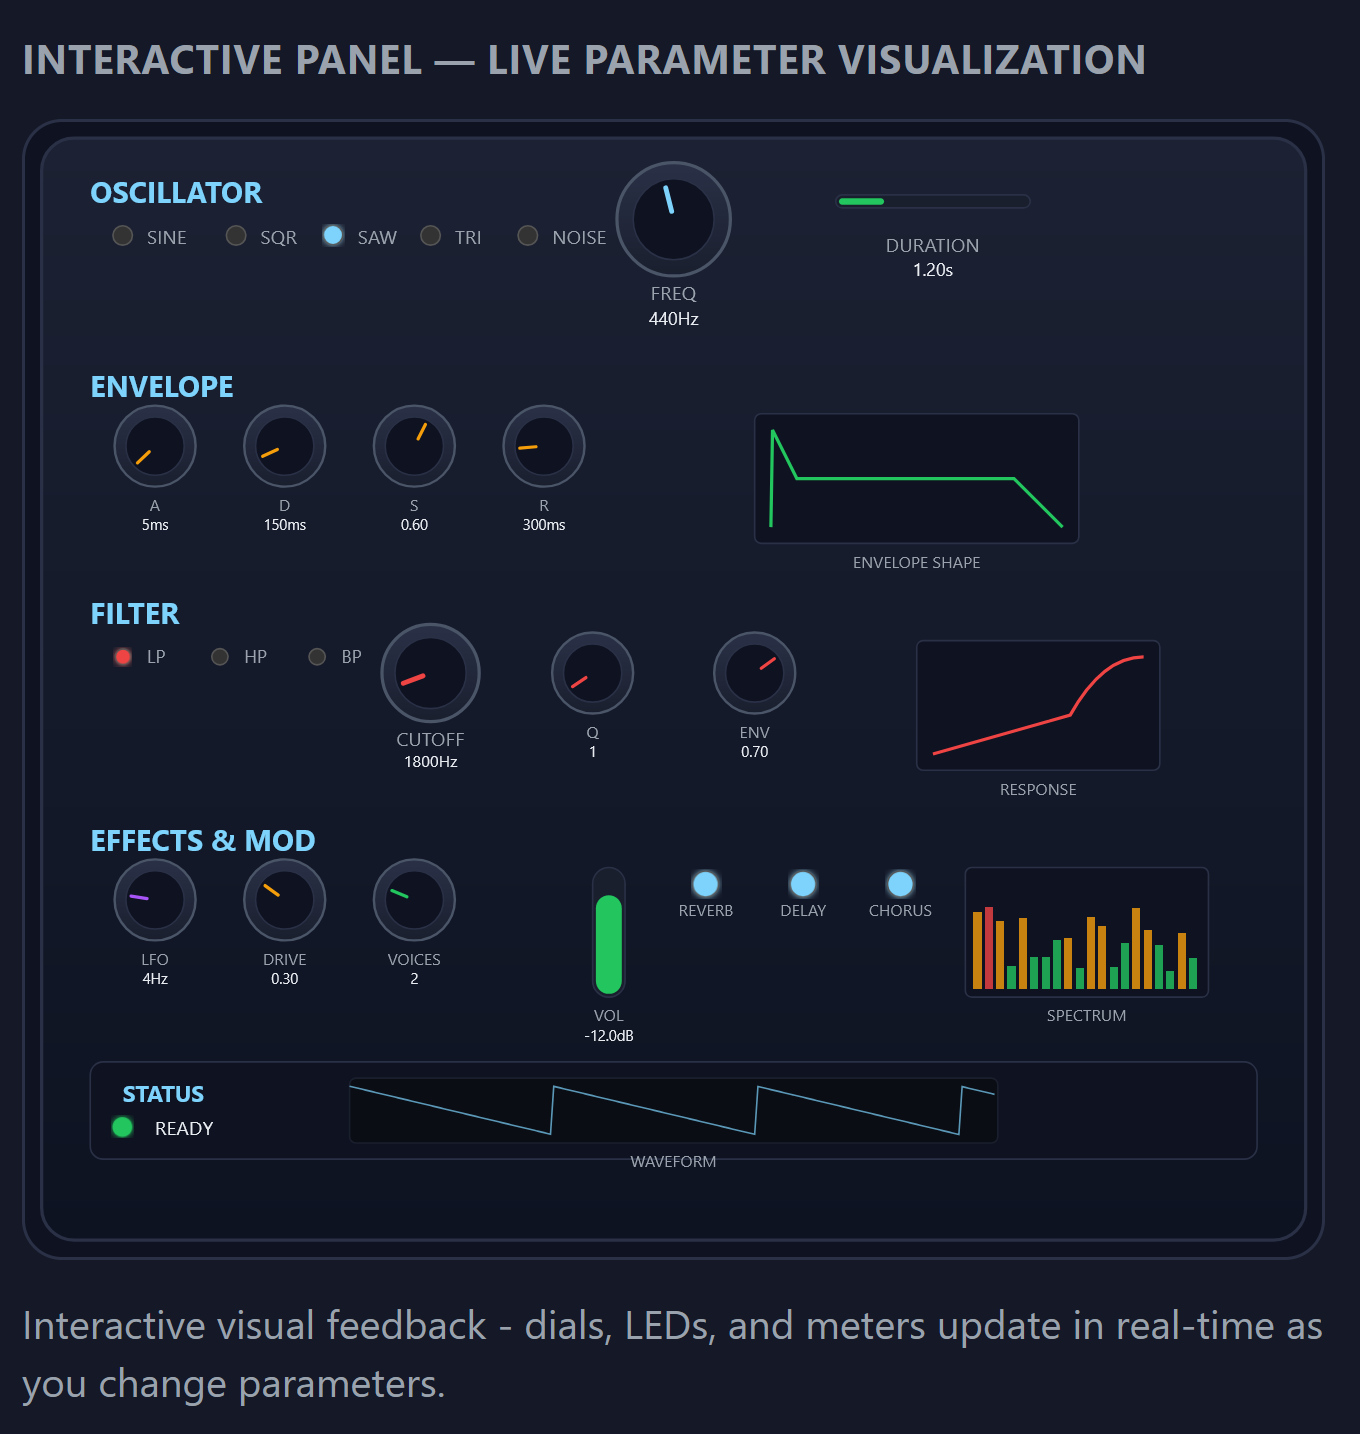 INTERACTIVE PANEL — LIVE PARAMETER VISUALIZATION
OSCILLATOR
SINE SQR SAW TRI NOISE
FREQ
440Hz
DURATION
1.20s
ENVELOPE
A D S R
5ms 150ms 0.60 300ms
ENVELOPE SHAPE
FILTER
LP HP BP
CUTOFF
1800Hz
Q
1
ENV
0.70
RESPONSE
EFFECTS & MOD
LFO DRIVE VOICES
4Hz 0.30 2
VOL
-12.0dB
REVERB DELAY CHORUS
SPECTRUM
STATUS
READY
WAVEFORM
Interactive visual feedback - dials, LEDs, and meters update in real-time as
you change parameters.